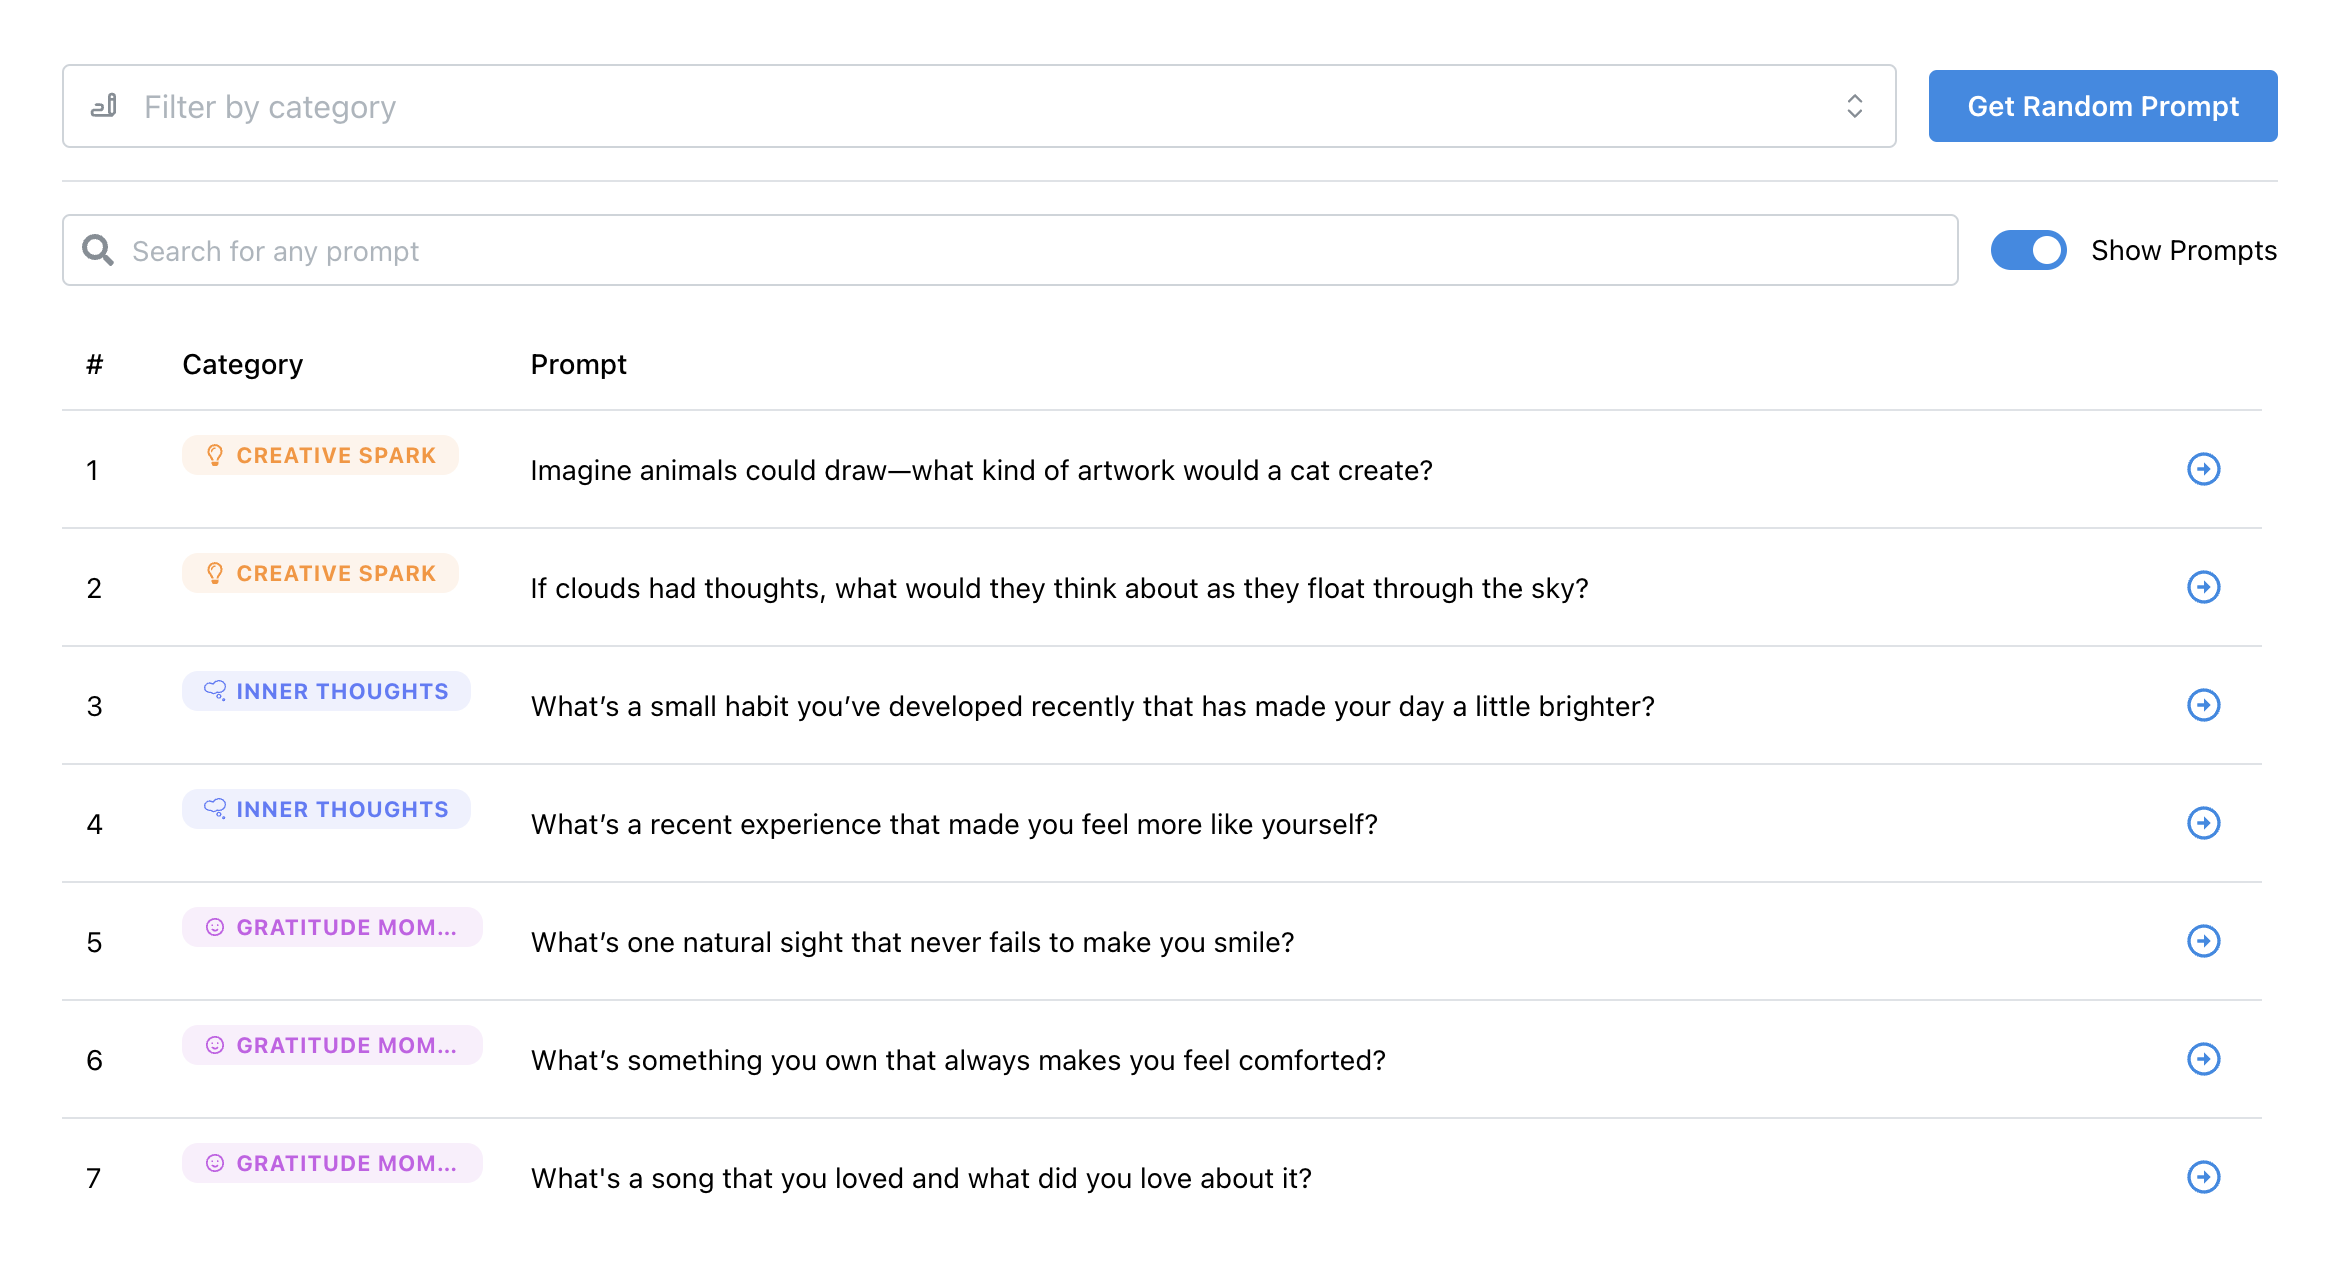 Filter by category
Get Random Prompt
Search for any prompt
Show Prompts
# Category Prompt
1 CREATIVE SPARK Imagine animals could draw—what kind of artwork would a cat create?
2 CREATIVE SPARK If clouds had thoughts, what would they think about as they float through the sky?
3 INNER THOUGHTS What’s a small habit you’ve developed recently that has made your day a little brighter?
4 INNER THOUGHTS What’s a recent experience that made you feel more like yourself?
5 GRATITUDE MOM... What’s one natural sight that never fails to make you smile?
6 GRATITUDE MOM... What’s something you own that always makes you feel comforted?
7 GRATITUDE MOM... What's a song that you loved and what did you love about it?